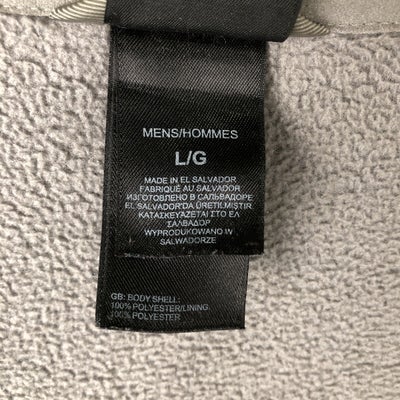 MENS/HOMMES
L/G
MADE IN EL SALVADOR
FABRIQUÉ AU SALVADOR
ИЗГОТОВЛЕНО В САЛЬВАДОРЕ
EL SALVADOR'DA ÜRETILMIŞTIR
ΚΑΤΑΣΚΕΥΑΖΕΤΑΙ ΣΤΟ ΕΛ
ΣΑΛΒΑΔΟΡ
WYPRODUKOWANO W
SALWADORZE
GB: BODY SHELL:
100% POLYESTER/LINING:
100% POLYESTER